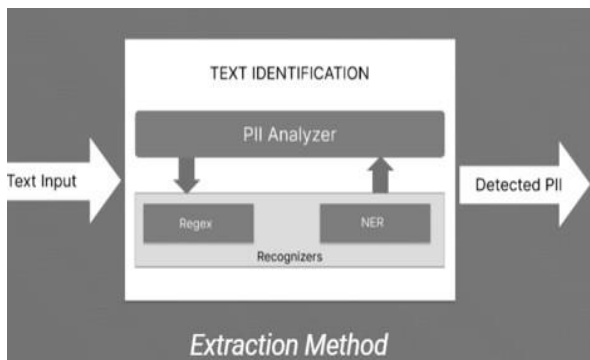 TEXT IDENTIFICATION
PII Analyzer
Text Input
Detected PII
Regex
NER
Recognizers
Extraction Method